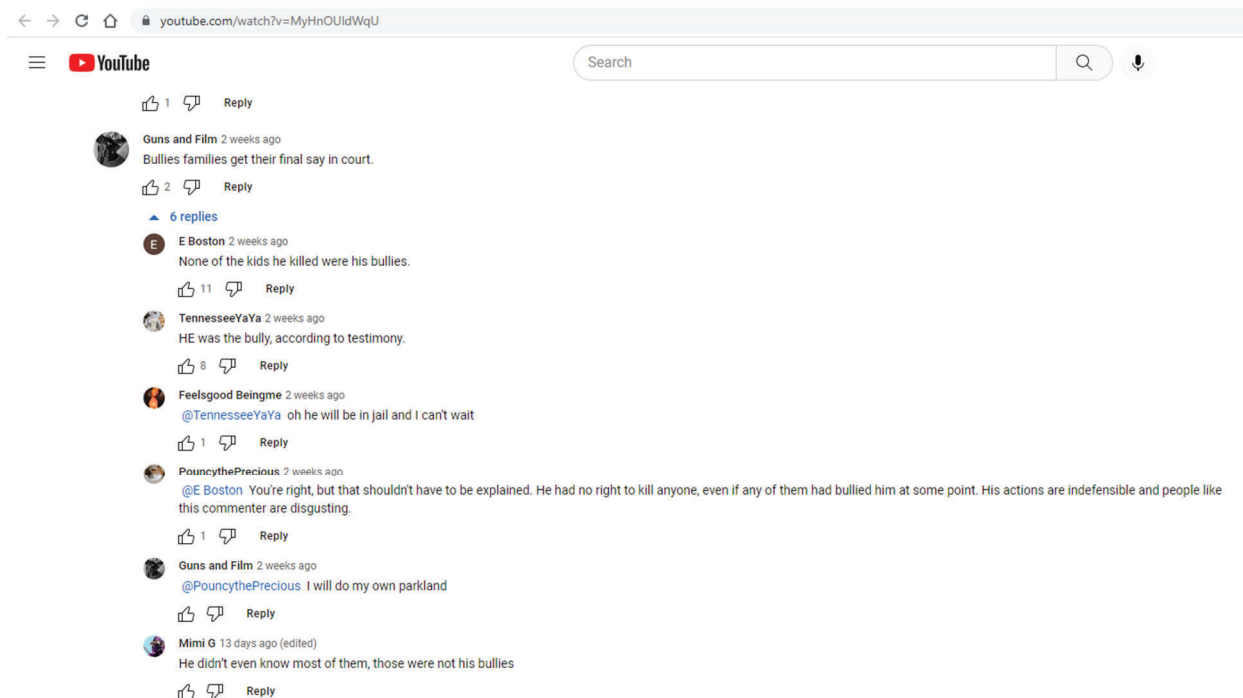 youtube.com/watch?v=MyHnOUIdWqU
YouTube
Search
1 Reply
Guns and Film 2 weeks ago
Bullies families get their final say in court.
2 Reply
6 replies
E
E Boston 2 weeks ago
None of the kids he killed were his bullies.
11 Reply
TennesseeYaYa 2 weeks ago
HE was the bully, according to testimony.
8 Reply
Feelsgood Beingme 2 weeks ago
@TennesseeYaYa oh he will be in jail and I can't wait
1 Reply
PouncythePrecious 2 weeks ago
@E Boston You're right, but that shouldn't have to be explained. He had no right to kill anyone, even if any of them had bullied him at some point. His actions are indefensible and people like
this commenter are disgusting.
1 Reply
Guns and Film 2 weeks ago
@PouncythePrecious I will do my own parkland
Reply
Mimi G 13 days ago (edited)
He didn't even know most of them, those were not his bullies
Reply